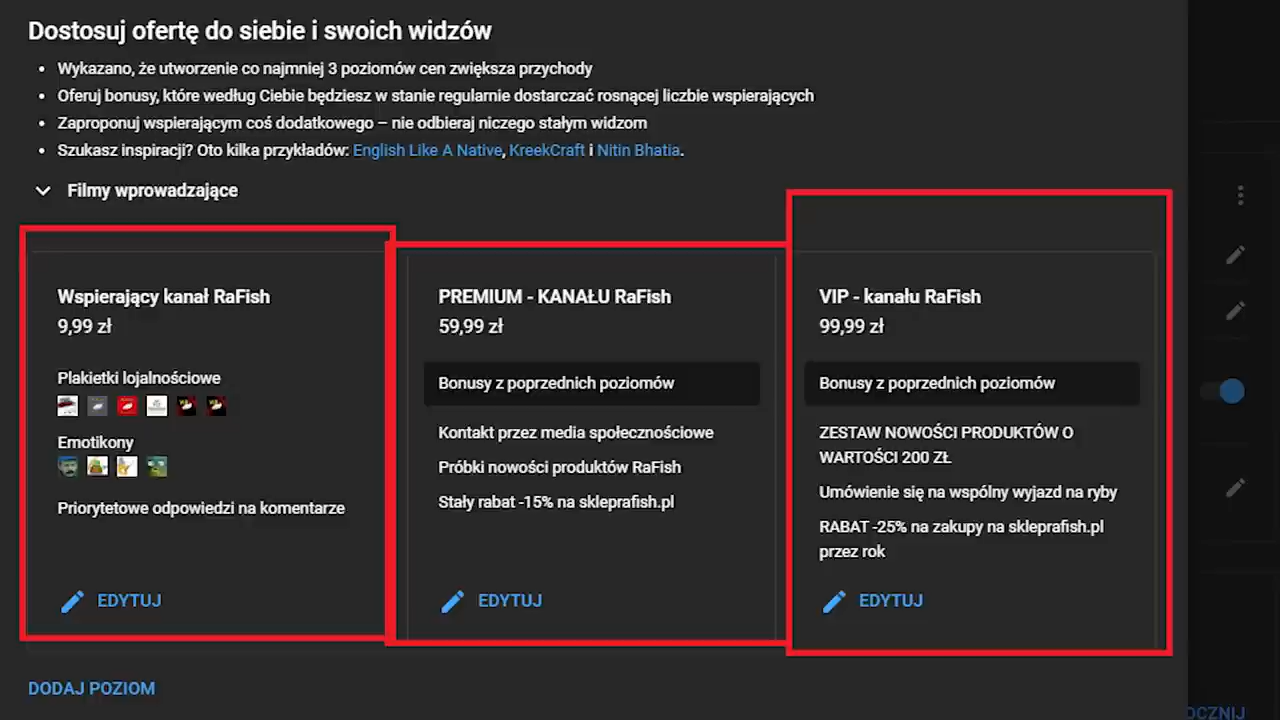 Dostosuj ofertę do siebie i swoich widzów
• Wykazano, że utworzenie co najmniej 3 poziomów cen zwiększa przychody
• Oferuj bonusy, które według Ciebie będziesz w stanie regularnie dostarczać rosnącej liczbie wspierających
• Zaproponuj wspierającym coś dodatkowego – nie odbieraj niczego stałym widzom
• Szukasz inspiracji? Oto kilka przykładów: English Like A Native, KreekCraft i Nitin Bhatia.
Filmy wprowadzające
Wspierający kanał RaFish
9,99 zł
Plakietki lojalnościowe
Emotikony
Priorytetowe odpowiedzi na komentarze
EDYTUJ
PREMIUM - KANAŁU RaFish
59,99 zł
Bonusy z poprzednich poziomów
Kontakt przez media społecznościowe
Próbki nowości produktów RaFish
Stały rabat -15% na skleprafish.pl
EDYTUJ
VIP - kanału RaFish
99,99 zł
Bonusy z poprzednich poziomów
ZESTAW NOWOŚCI PRODUKTÓW O
WARTOŚCI 200 ZŁ
Umówienie się na wspólny wyjazd na ryby
RABAT -25% na zakupy na skleprafish.pl
przez rok
EDYTUJ
DODAJ POZIOM
OCZNIJ